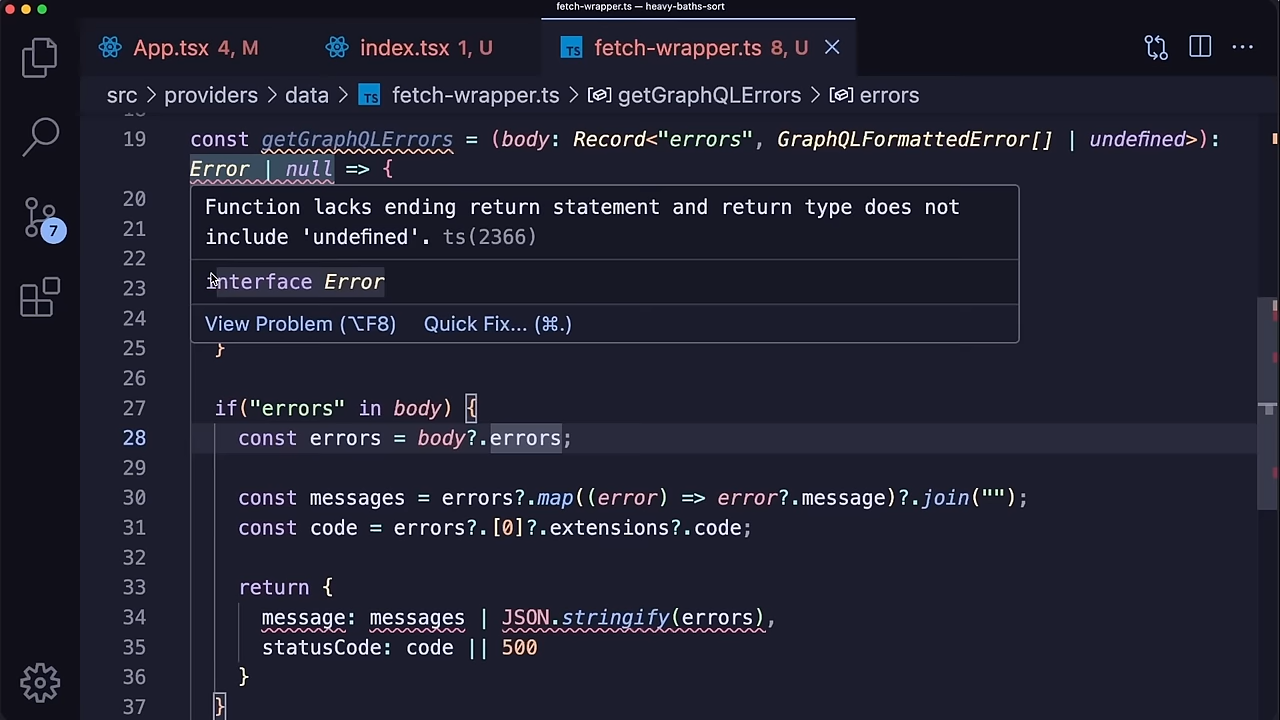 fetch-wrapper.ts — heavy-baths-sort
App.tsx 4, M
index.tsx 1, U
TS fetch-wrapper.ts 8, U
src > providers > data > TS fetch-wrapper.ts > getGraphQLErrors > errors
19 const getGraphQLErrors = (body: Record<"errors", GraphQLFormattedError[] | undefined>):
Error | null => {
20
Function lacks ending return statement and return type does not
21
include 'undefined'. ts(2366)
22
23
interface Error
24
View Problem (⌥F8) Quick Fix... (⌘.)
25 }
26
27 if("errors" in body) {
28 const errors = body?.errors;
29
30 const messages = errors?.map((error) => error?.message)?.join("");
31 const code = errors?.[0]?.extensions?.code;
32
33 return {
34 message: messages | JSON.stringify(errors),
35 statusCode: code || 500
36 }
37 }
7